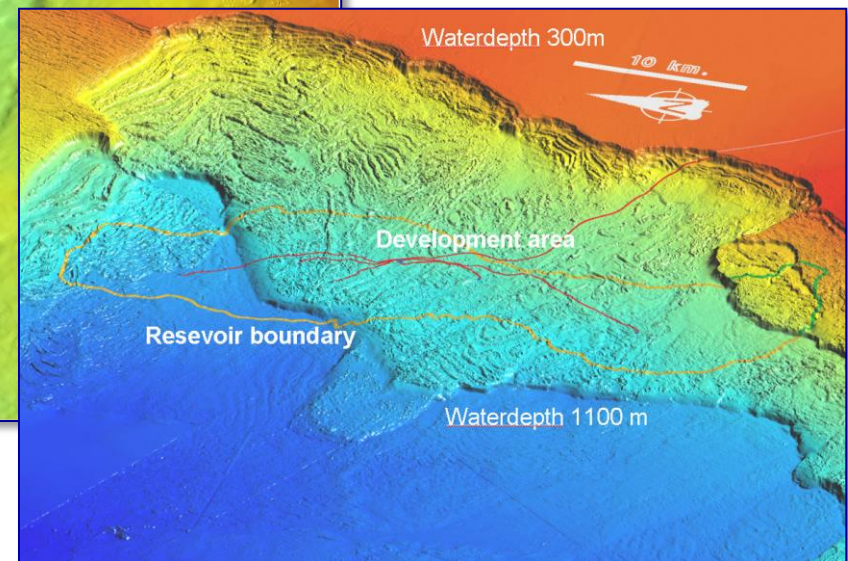 Waterdepth 300m
10 km.
N
Development area
Resevoir boundary
Waterdepth 1100 m